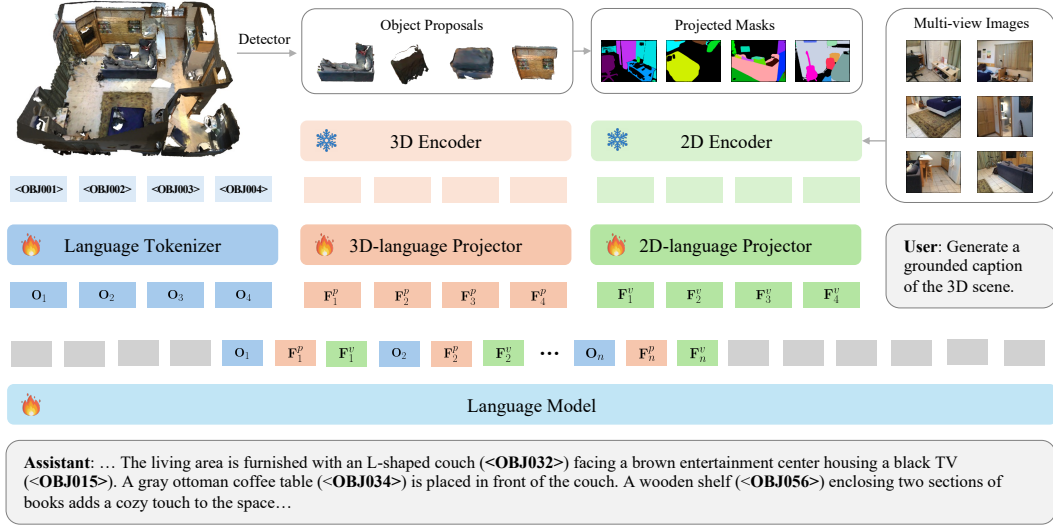 Detector
Object Proposals
Projected Masks
Multi-view Images
3D Encoder
2D Encoder
<OBJ001> <OBJ002> <OBJ003> <OBJ004>
Language Tokenizer
3D-language Projector
2D-language Projector
User: Generate a
grounded caption
of the 3D scene.
O₁ O₂ O₃ O₄
F₁ᵖ F₂ᵖ F₃ᵖ F₄ᵖ
F₁ᵛ F₂ᵛ F₃ᵛ F₄ᵛ
O₁ F₁ᵖ F₁ᵛ O₂ F₂ᵖ F₂ᵛ ... Oₙ Fₙᵖ Fₙᵛ
Language Model
Assistant: … The living area is furnished with an L-shaped couch (<OBJ032>) facing a brown entertainment center housing a black TV
(<OBJ015>). A gray ottoman coffee table (<OBJ034>) is placed in front of the couch. A wooden shelf (<OBJ056>) enclosing two sections of
books adds a cozy touch to the space…